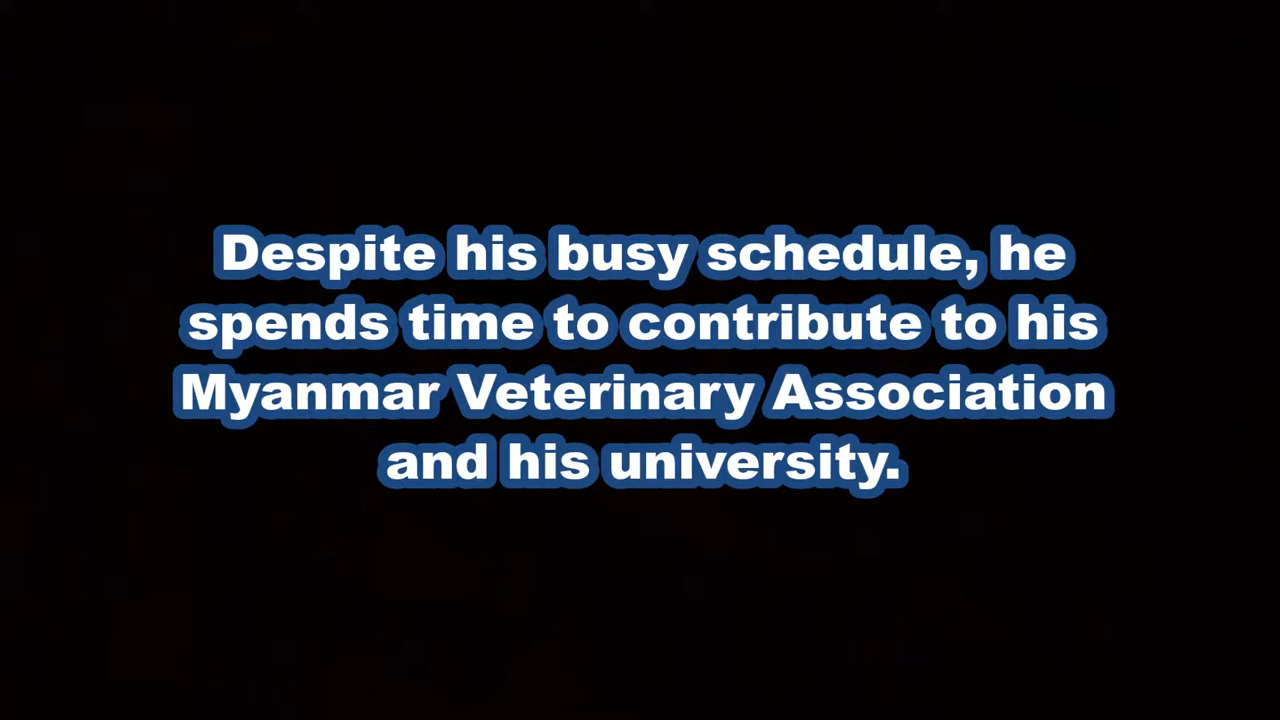 Despite his busy schedule, he
spends time to contribute to his
Myanmar Veterinary Association
and his university.